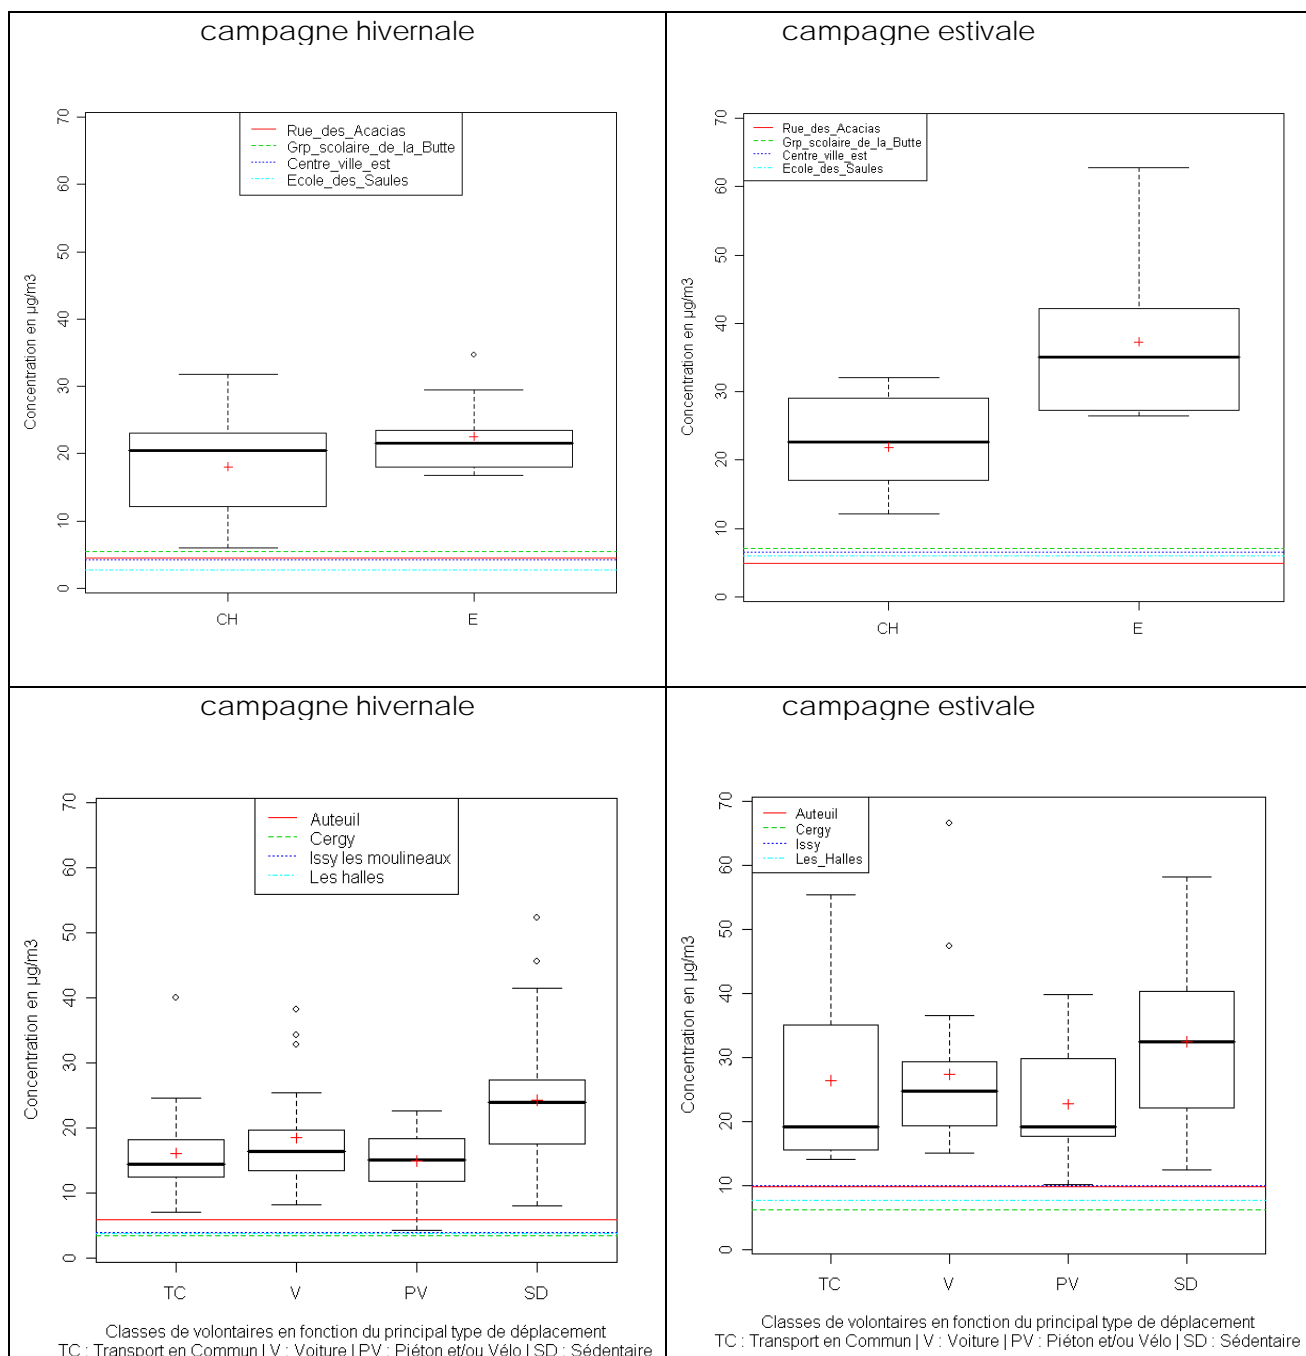 campagne hivernale
campagne estivale
Concentration en µg/m3
70
60
50
40
30
20
10
0
Rue_des_Acacias
Grp_scolaire_de_la_Butte
Centre_ville_est
Ecole_des_Saules
CH
E
Concentration en µg/m3
70
60
50
40
30
20
10
0
Rue_des_Acacias
Grp_scolaire_de_la_Butte
Centre_ville_est
Ecole_des_Saules
CH
E
campagne hivernale
campagne estivale
Concentration en µg/m3
70
60
50
40
30
20
10
0
Auteuil
Cergy
Issy les moulineaux
Les halles
TC
V
PV
SD
Classes de volontaires en fonction du principal type de déplacement
TC : Transport en Commun | V : Voiture | PV : Piéton et/ou Vélo | SD : Sédentaire
Concentration en µg/m3
70
60
50
40
30
20
10
0
Auteuil
Cergy
Issy
Les_Halles
TC
V
PV
SD
Classes de volontaires en fonction du principal type de déplacement
TC : Transport en Commun | V : Voiture | PV : Piéton et/ou Vélo | SD : Sédentaire